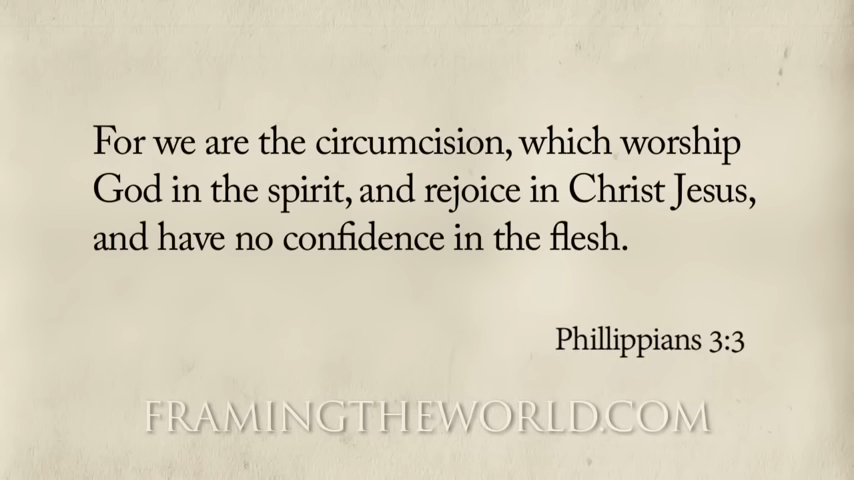 For we are the circumcision, which worship
God in the spirit, and rejoice in Christ Jesus,
and have no confidence in the flesh.
Phillippians 3:3
FRAMINGTHEWORLD.COM